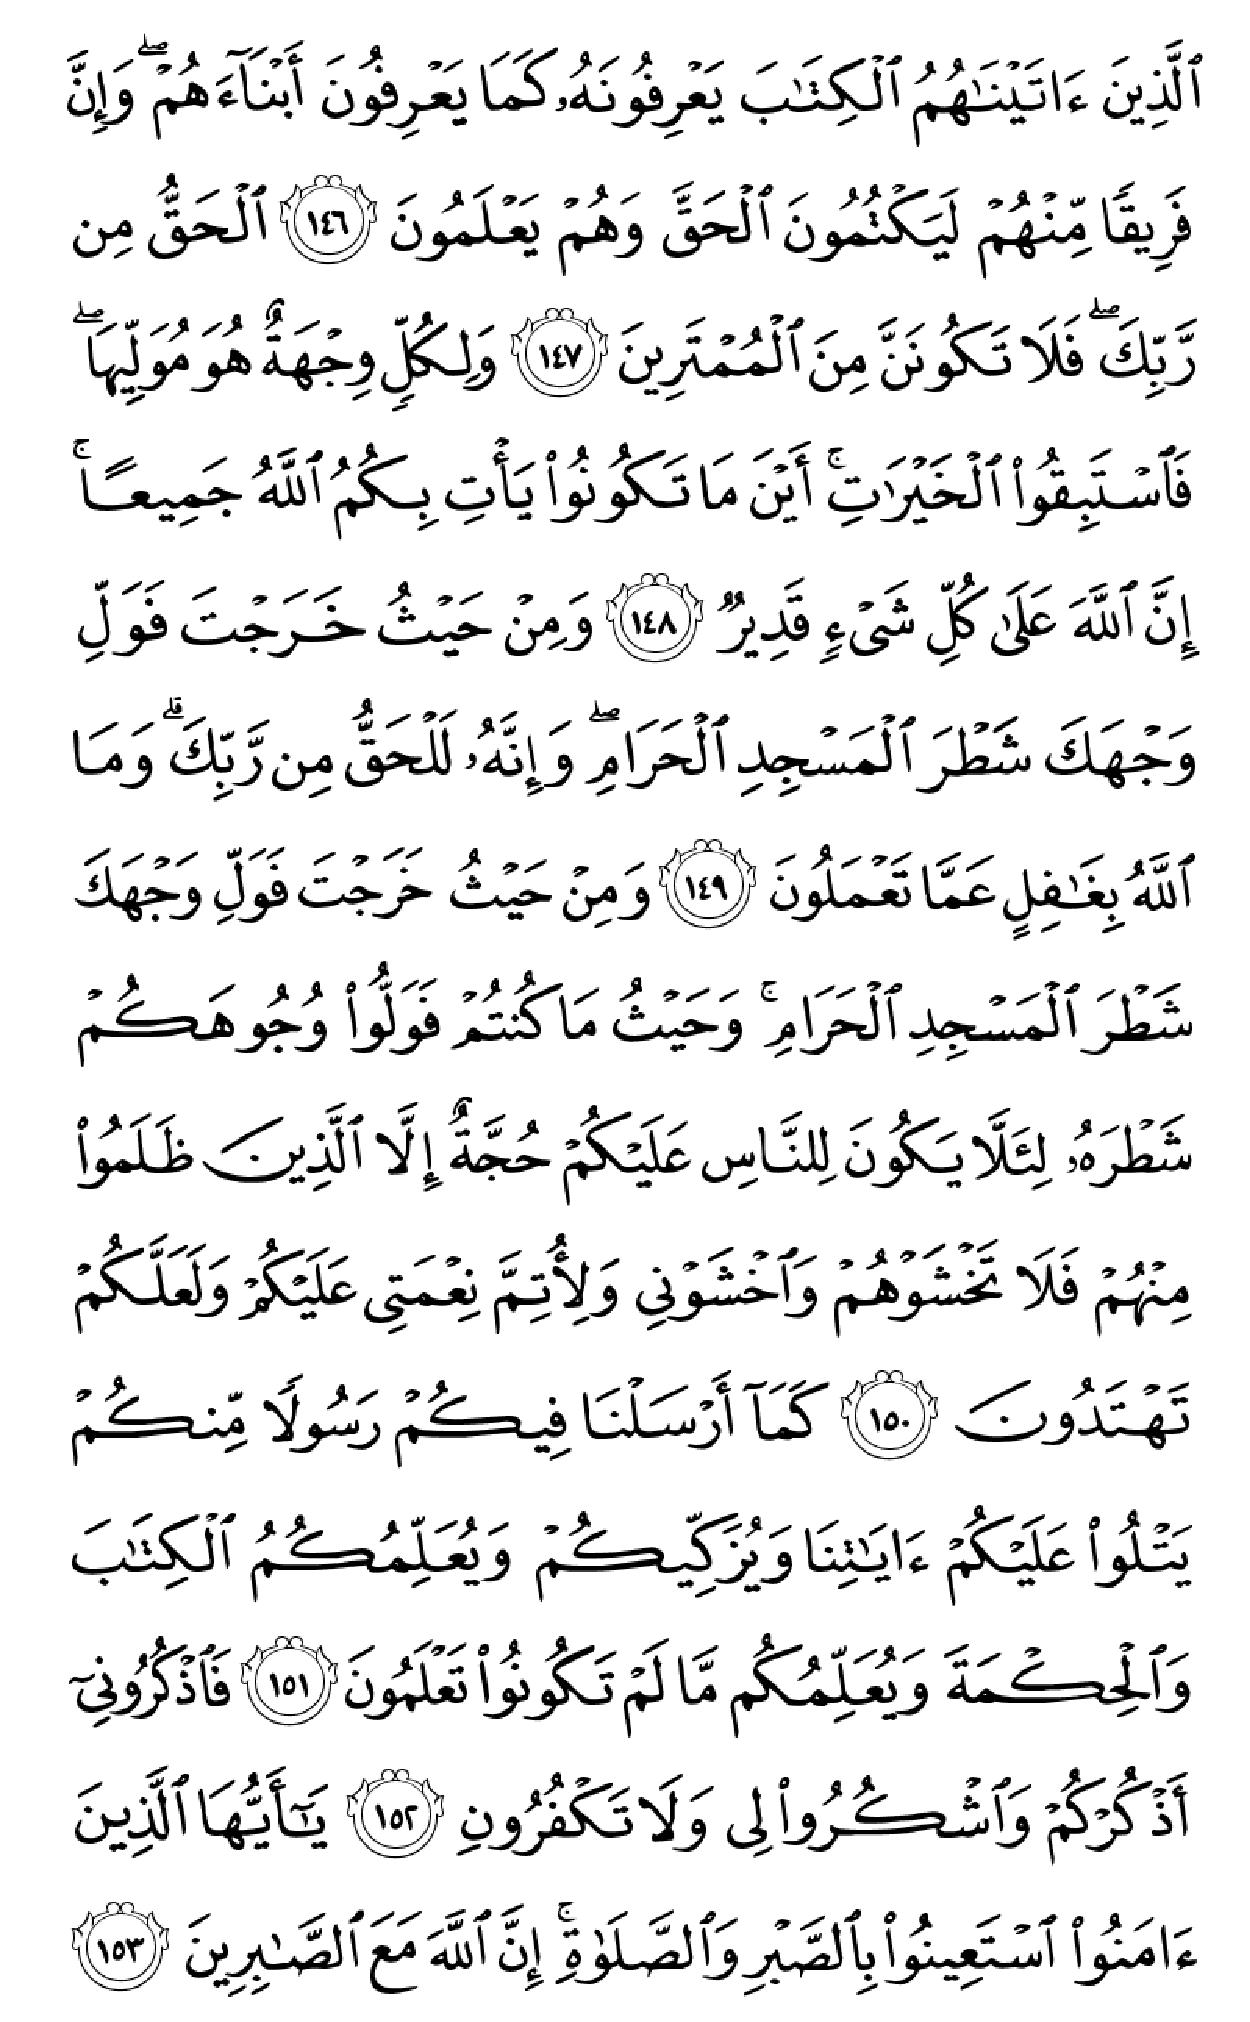 ٱلَّذِينَ ءَاتَيْنَٰهُمُ ٱلْكِتَٰبَ يَعْرِفُونَهُۥ كَمَا يَعْرِفُونَ أَبْنَآءَهُمْۖ وَإِنَّ
فَرِيقًا مِّنْهُمْ لَيَكْتُمُونَ ٱلْحَقَّ وَهُمْ يَعْلَمُونَ ١٤٦ ٱلْحَقُّ مِن
رَّبِّكَۖ فَلَا تَكُونَنَّ مِنَ ٱلْمُمْتَرِينَ ١٤٧ وَلِكُلٍّ وِجْهَةٌ هُوَ مُوَلِّيهَاۖ
فَٱسْتَبِقُوا۟ ٱلْخَيْرَٰتِۚ أَيْنَ مَا تَكُونُوا۟ يَأْتِ بِكُمُ ٱللَّهُ جَمِيعًاۚ
إِنَّ ٱللَّهَ عَلَىٰ كُلِّ شَىْءٍ قَدِيرٌ ١٤٨ وَمِنْ حَيْثُ خَرَجْتَ فَوَلِّ
وَجْهَكَ شَطْرَ ٱلْمَسْجِدِ ٱلْحَرَامِۖ وَإِنَّهُۥ لَلْحَقُّ مِن رَّبِّكَۗ وَمَا
ٱللَّهُ بِغَٰفِلٍ عَمَّا تَعْمَلُونَ ١٤٩ وَمِنْ حَيْثُ خَرَجْتَ فَوَلِّ وَجْهَكَ
شَطْرَ ٱلْمَسْجِدِ ٱلْحَرَامِۚ وَحَيْثُ مَا كُنتُمْ فَوَلُّوا۟ وُجُوهَكُمْ
شَطْرَهُۥ لِئَلَّا يَكُونَ لِلنَّاسِ عَلَيْكُمْ حُجَّةٌ إِلَّا ٱلَّذِينَ ظَلَمُوا۟
مِنْهُمْ فَلَا تَخْشَوْهُمْ وَٱخْشَوْنِى وَلِأُتِمَّ نِعْمَتِى عَلَيْكُمْ وَلَعَلَّكُمْ
تَهْتَدُونَ ١٥٠ كَمَآ أَرْسَلْنَا فِيكُمْ رَسُولًا مِّنكُمْ
يَتْلُوا۟ عَلَيْكُمْ ءَايَٰتِنَا وَيُزَكِّيكُمْ وَيُعَلِّمُكُمُ ٱلْكِتَٰبَ
وَٱلْحِكْمَةَ وَيُعَلِّمُكُم مَّا لَمْ تَكُونُوا۟ تَعْلَمُونَ ١٥١ فَٱذْكُرُونِىٓ
أَذْكُرْكُمْ وَٱشْكُرُوا۟ لِى وَلَا تَكْفُرُونِ ١٥٢ يَٰٓأَيُّهَا ٱلَّذِينَ
ءَامَنُوا۟ ٱسْتَعِينُوا۟ بِٱلصَّبْرِ وَٱلصَّلَوٰةِۚ إِنَّ ٱللَّهَ مَعَ ٱلصَّٰبِرِينَ ١٥٣